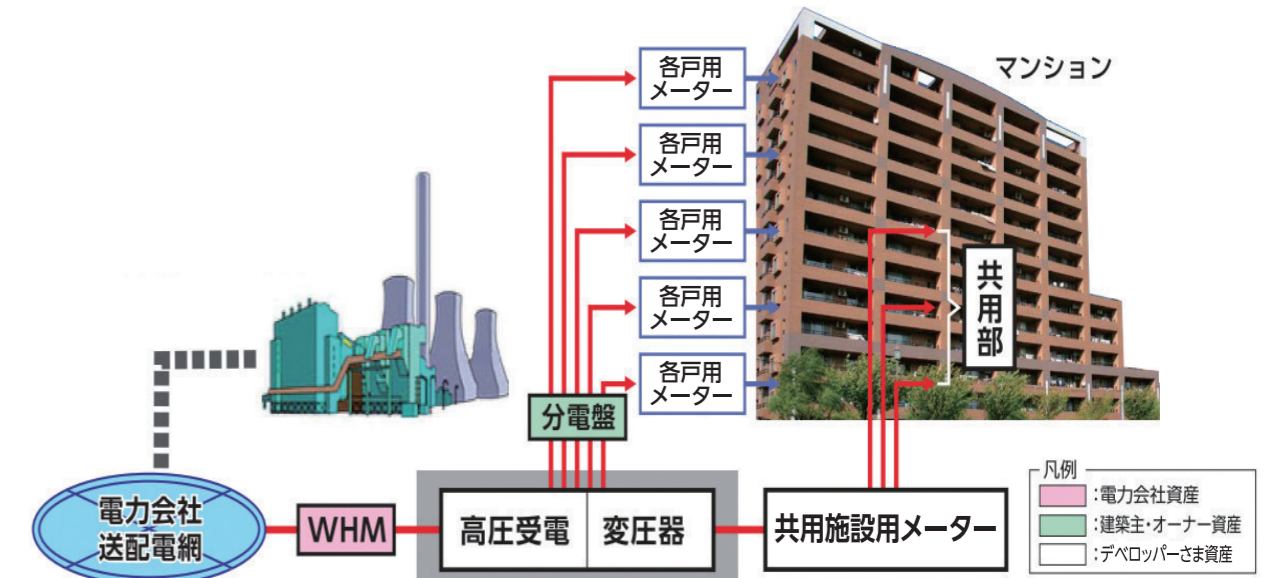 マンション
各戸用
メーター
各戸用
メーター
各戸用
メーター
各戸用
メーター
各戸用
メーター
共用部
分電盤
電力会社
送配電網
WHM
高圧受電
変圧器
共用施設用メーター
凡例
:電力会社資産
:建築主・オーナー資産
:デベロッパーさま資産